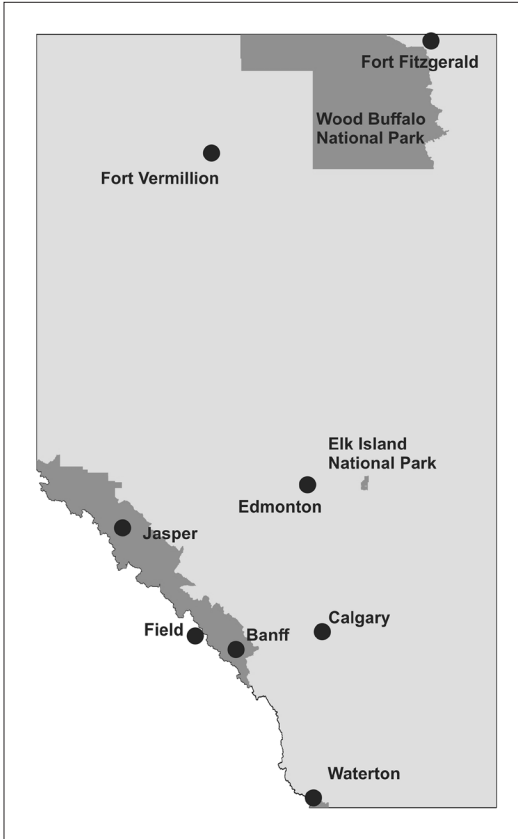 Fort Fitzgerald
Wood Buffalo
National Park
Fort Vermillion
Elk Island
National Park
Edmonton
Jasper
Calgary
Field
Banff
Waterton